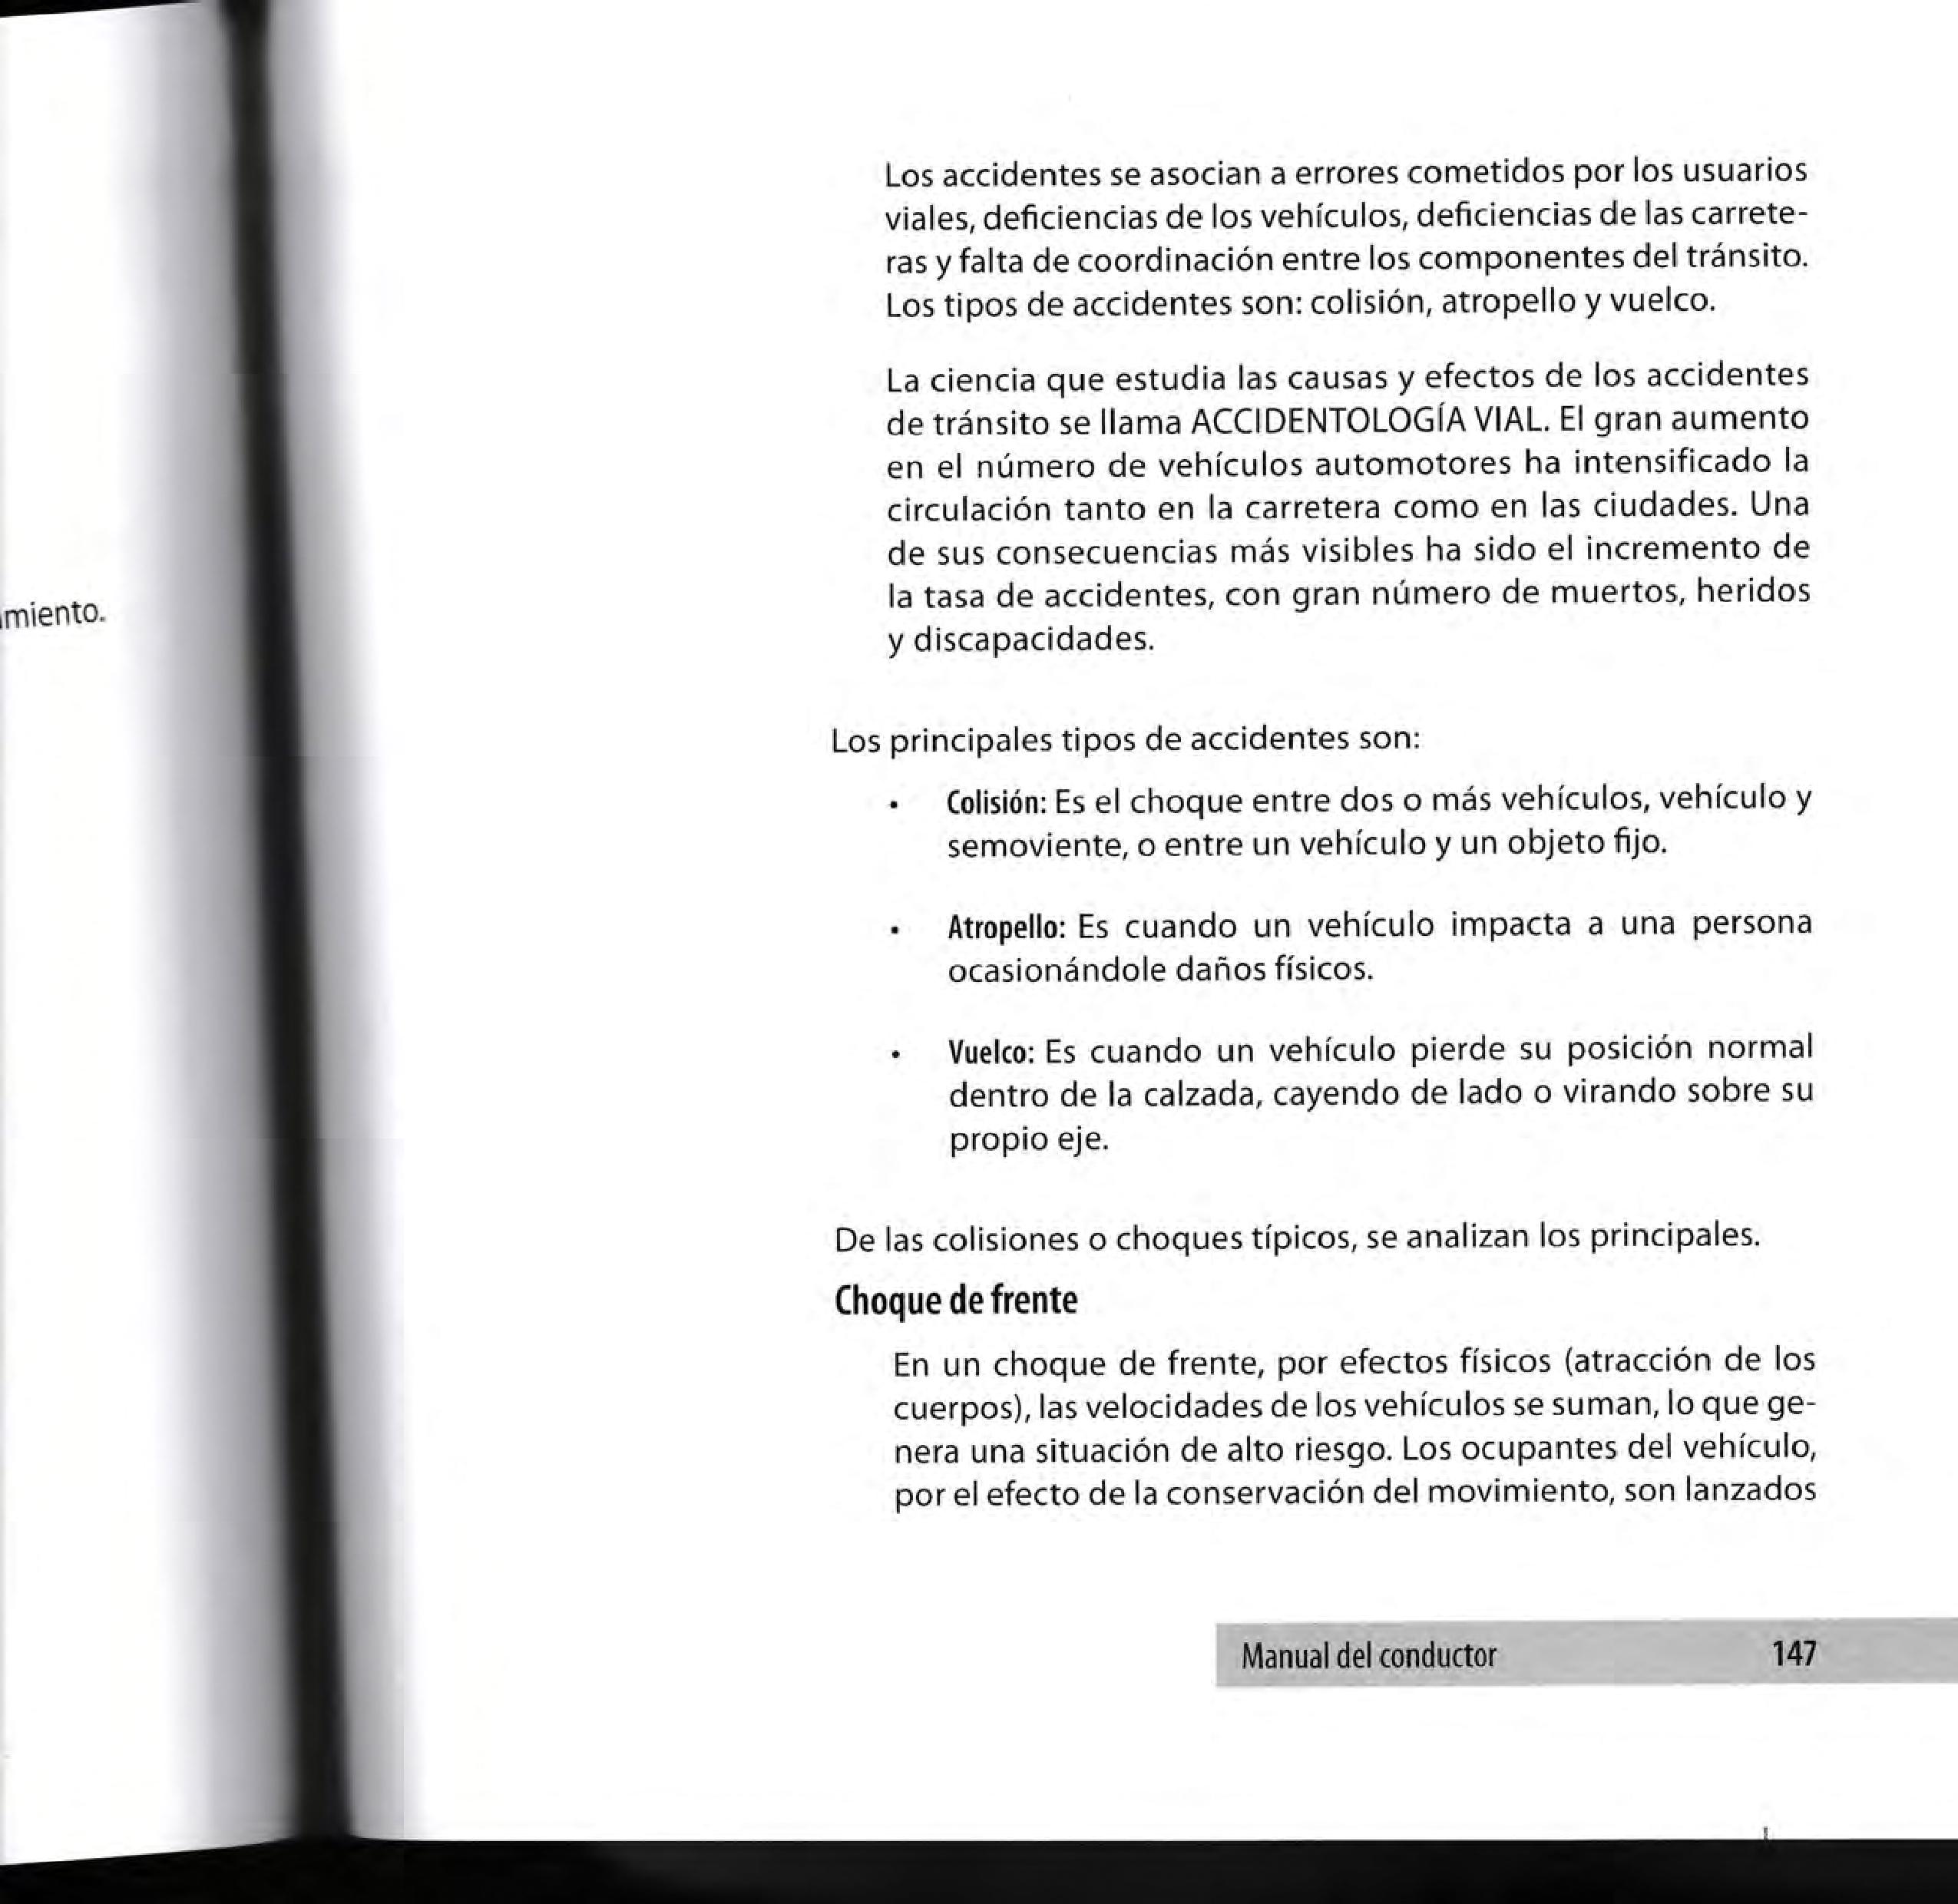 Los accidentes se asocian a errores cometidos por los usuarios
viales, deficiencias de los vehículos, deficiencias de las carrete-
ras y falta de coordinación entre los componentes del tránsito.
Los tipos de accidentes son: colisión, atropello y vuelco.
La ciencia que estudia las causas y efectos de los accidentes
de tránsito se llama ACCIDENTOLOGÍA VIAL. El gran aumento
en el número de vehículos automotores ha intensificado la
circulación tanto en la carretera como en las ciudades. Una
de sus consecuencias más visibles ha sido el incremento de
la tasa de accidentes, con gran número de muertos, heridos
y discapacidades.
Los principales tipos de accidentes son:
• Colisión: Es el choque entre dos o más vehículos, vehículo y
semoviente, o entre un vehículo y un objeto fijo.
• Atropello: Es cuando un vehículo impacta a una persona
ocasionándole daños físicos.
• Vuelco: Es cuando un vehículo pierde su posición normal
dentro de la calzada, cayendo de lado o virando sobre su
propio eje.
De las colisiones o choques típicos, se analizan los principales.
Choque de frente
En un choque de frente, por efectos físicos (atracción de los
cuerpos), las velocidades de los vehículos se suman, lo que ge-
nera una situación de alto riesgo. Los ocupantes del vehículo,
por el efecto de la conservación del movimiento, son lanzados
Manual del conductor 147